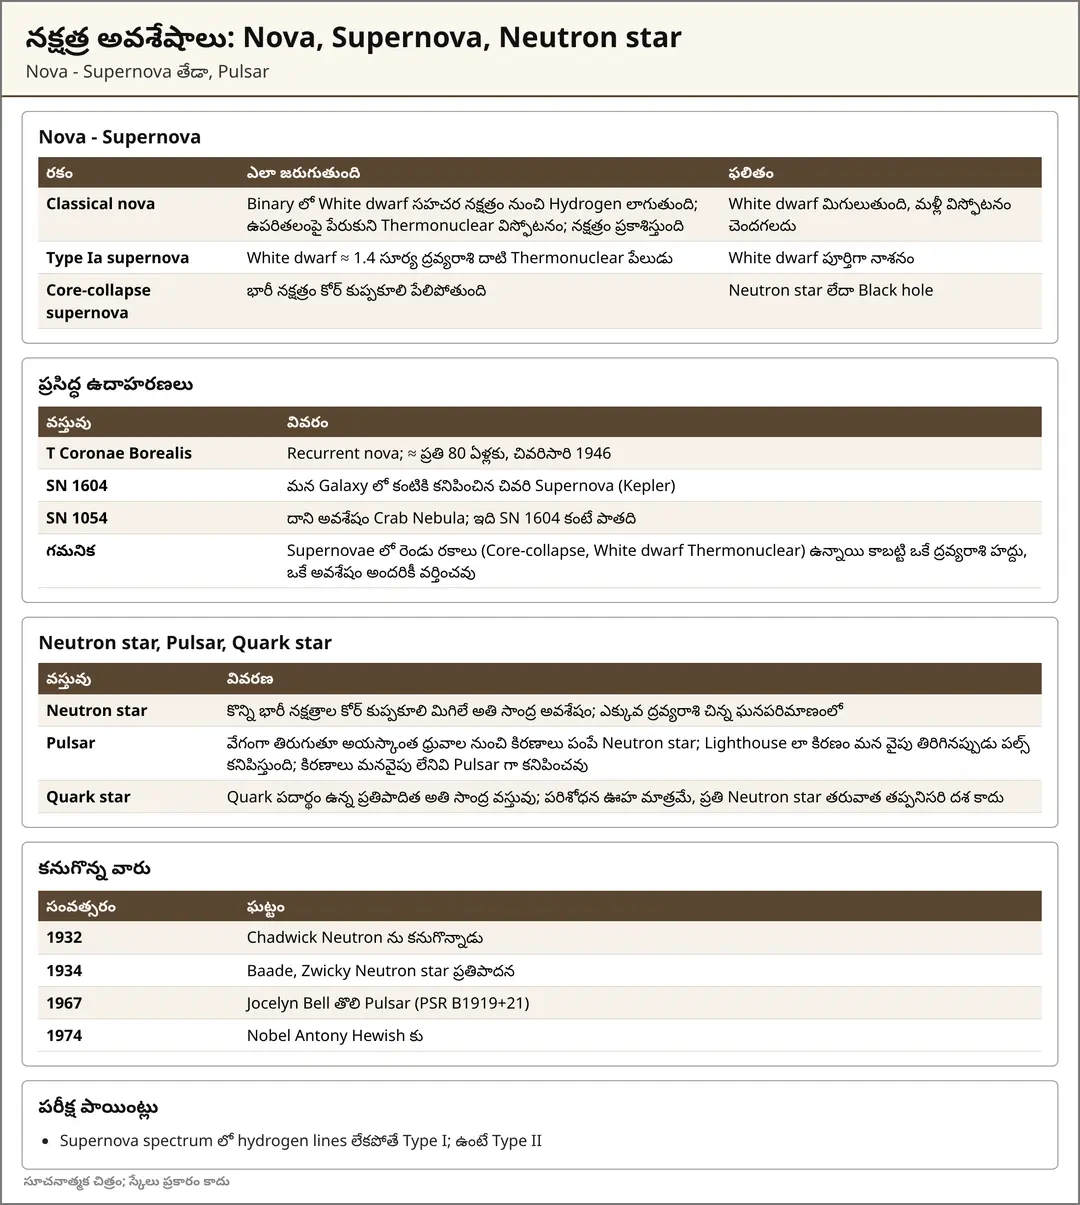 నక్షత్ర అవశేషాలు: Nova, Supernova, Neutron star
Nova - Supernova తేడా, Pulsar
Nova - Supernova
రకం ఎలా జరుగుతుంది ఫలితం
Classical nova Binary లో White dwarf సహచర నక్షత్రం నుంచి Hydrogen లాగుతుంది; White dwarf మిగులుతుంది, మళ్లీ విస్ఫోటనం
ఉపరితలంపై పేరుకుని Thermonuclear విస్ఫోటనం; నక్షత్రం ప్రకాశిస్తుంది చెందగలదు
Type Ia supernova White dwarf ≈ 1.4 సూర్య ద్రవ్యరాశి దాటి Thermonuclear పేలుడు White dwarf పూర్తిగా నాశనం
Core-collapse భారీ నక్షత్రం కోర్ కుప్పకూలి పేలిపోతుంది Neutron star లేదా Black hole
supernova
ప్రసిద్ధ ఉదాహరణలు
వస్తువు వివరం
T Coronae Borealis Recurrent nova; ≈ ప్రతి 80 ఏళ్లకు, చివరిసారి 1946
SN 1604 మన Galaxy లో కంటికి కనిపించిన చివరి Supernova (Kepler)
SN 1054 దాని అవశేషం Crab Nebula; ఇది SN 1604 కంటే పాతది
గమనిక Supernovae లో రెండు రకాలు (Core-collapse, White dwarf Thermonuclear) ఉన్నాయి కాబట్టి ఒకే ద్రవ్యరాశి హద్దు,
ఒకే అవశేషం అందరికీ వర్తించవు
Neutron star, Pulsar, Quark star
వస్తువు వివరణ
Neutron star కొన్ని భారీ నక్షత్రాల కోర్ కుప్పకూలి మిగిలే అతి సాంద్ర అవశేషం; ఎక్కువ ద్రవ్యరాశి చిన్న ఘనపరిమాణంలో
Pulsar వేగంగా తిరుగుతూ అయస్కాంత ధ్రువాల నుంచి కిరణాలు పంపే Neutron star; Lighthouse లా కిరణం మన వైపు తిరిగినప్పుడు పల్స్
కనిపిస్తుంది; కిరణాలు మనవైపు లేనివి Pulsar గా కనిపించవు
Quark star Quark పదార్థం ఉన్న ప్రతిపాదిత అతి సాంద్ర వస్తువు; పరిశోధన ఊహ మాత్రమే, ప్రతి Neutron star తరువాత తప్పనిసరి దశ కాదు
కనుగొన్న వారు
సంవత్సరం ఘట్టం
1932 Chadwick Neutron ను కనుగొన్నాడు
1934 Baade, Zwicky Neutron star ప్రతిపాదన
1967 Jocelyn Bell తొలి Pulsar (PSR B1919+21)
1974 Nobel Antony Hewish కు
పరీక్ష పాయింట్లు
• Supernova spectrum లో hydrogen lines లేకపోతే Type I; ఉంటే Type II
సూచనాత్మక చిత్రం; స్కేలు ప్రకారం కాదు